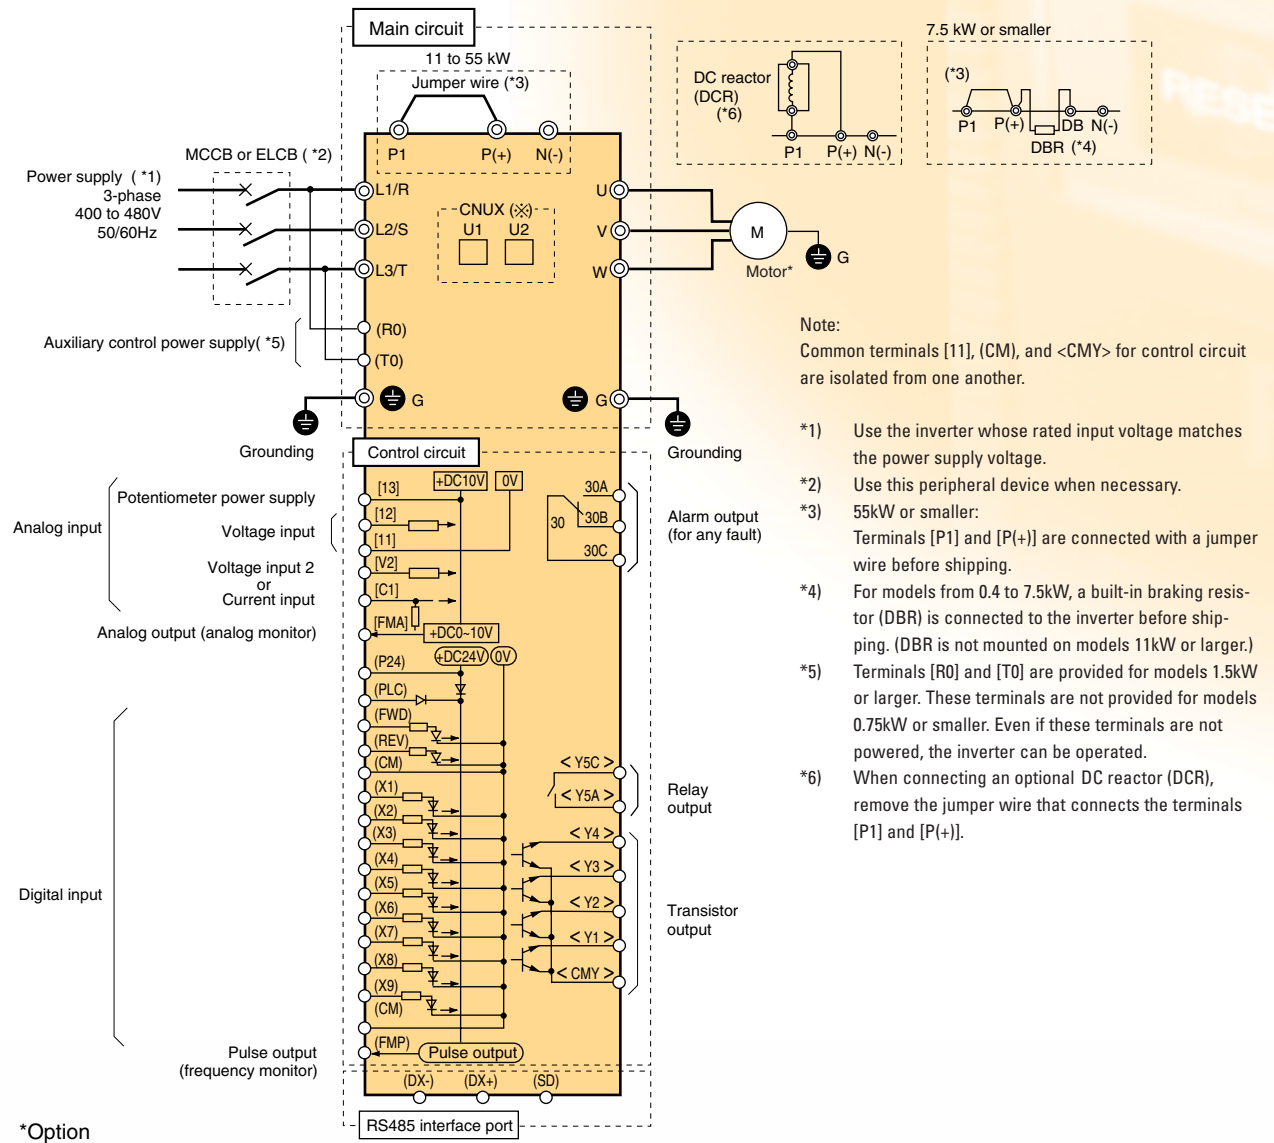 Main circuit
11 to 55 kW
Jumper wire (*3)
P1 P(+) N(-)
DC reactor
(DCR)
(*6)
P1 P(+) N(-)
7.5 kW or smaller
(*3)
P1 P(+) DB N(-)
DBR (*4)
MCCB or ELCB ( *2)
Power supply ( *1)
3-phase
400 to 480V
50/60Hz
L1/R
L2/S
L3/T
CNUX (※)
U1 U2
U
V
W
M
Motor*
G
Auxiliary control power supply( *5)
(R0)
(T0)
G
G
Grounding
Grounding
Control circuit
Analog input
Potentiometer power supply
Voltage input
Voltage input 2
or
Current input
Analog output (analog monitor)
[13]
[12]
[11]
[V2]
[C1]
[FMA]
+DC10V 0V
+DC0~10V
+DC24V 0V
30
30A
30B
30C
Alarm output
(for any fault)
Digital input
(P24)
(PLC)
(FWD)
(REV)
(CM)
(X1)
(X2)
(X3)
(X4)
(X5)
(X6)
(X7)
(X8)
(X9)
(CM)
(FMP)
Pulse output
Pulse output
(frequency monitor)
< Y5C >
< Y5A >
Relay
output
< Y4 >
< Y3 >
< Y2 >
< Y1 >
< CMY >
Transistor
output
(DX-) (DX+) (SD)
RS485 interface port
*Option
Note:
Common terminals [11], (CM), and <CMY> for control circuit
are isolated from one another.
*1) Use the inverter whose rated input voltage matches
the power supply voltage.
*2) Use this peripheral device when necessary.
*3) 55kW or smaller:
Terminals [P1] and [P(+)] are connected with a jumper
wire before shipping.
*4) For models from 0.4 to 7.5kW, a built-in braking resis-
tor (DBR) is connected to the inverter before ship-
ping. (DBR is not mounted on models 11kW or larger.)
*5) Terminals [R0] and [T0] are provided for models 1.5kW
or larger. These terminals are not provided for models
0.75kW or smaller. Even if these terminals are not
powered, the inverter can be operated.
*6) When connecting an optional DC reactor (DCR),
remove the jumper wire that connects the terminals
[P1] and [P(+)].